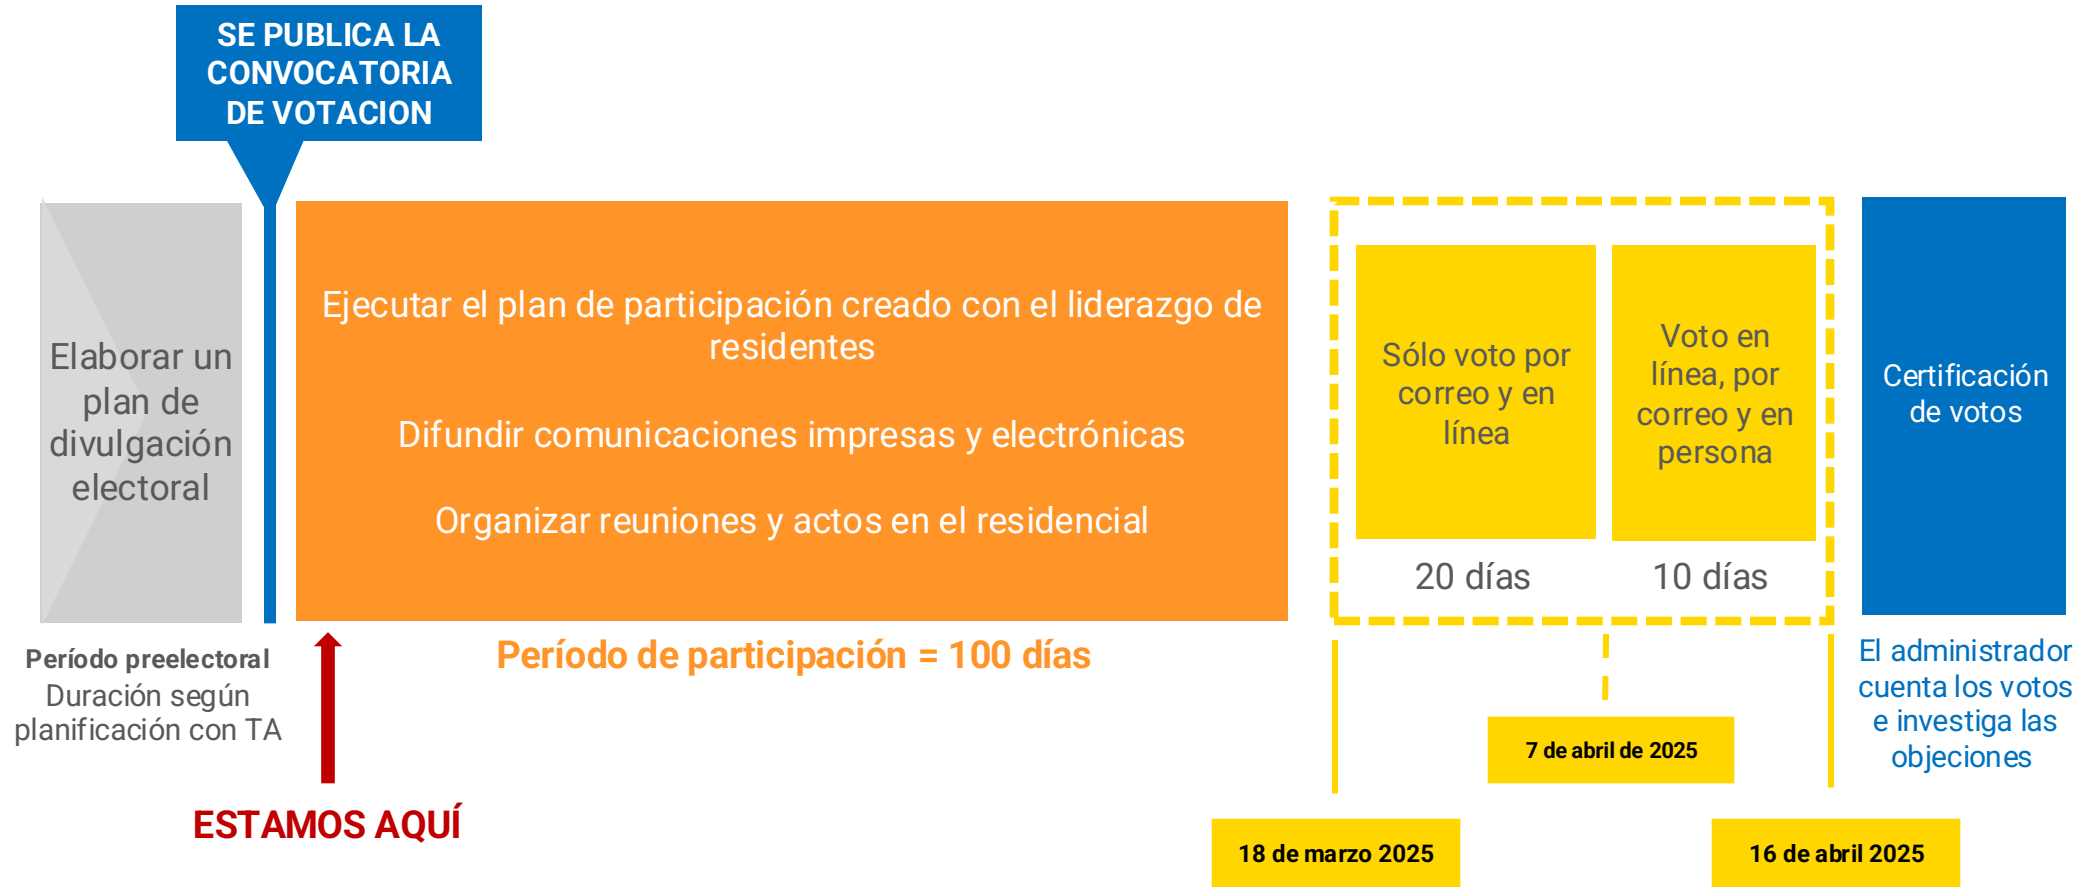 SE PUBLICA LA
CONVOCATORIA
DE VOTACION
Elaborar un
plan de
divulgación
electoral
Período preelectoral
Duración según
planificación con TA
ESTAMOS AQUÍ
Ejecutar el plan de participación creado con el liderazgo de
residentes
Difundir comunicaciones impresas y electrónicas
Organizar reuniones y actos en el residencial
Período de participación = 100 días
Sólo voto por
correo y en
línea
20 días
Voto en
línea, por
correo y en
persona
10 días
18 de marzo 2025
7 de abril de 2025
16 de abril 2025
Certificación
de votos
El administrador
cuenta los votos
e investiga las
objeciones